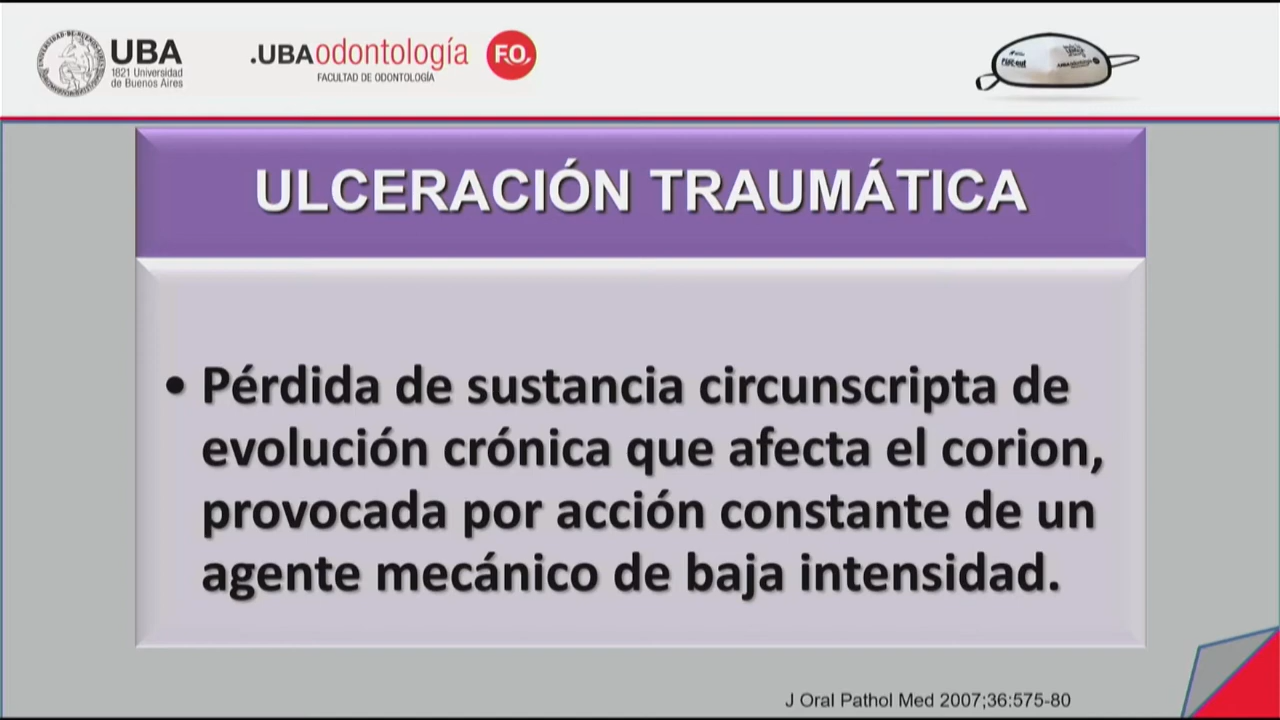 UBA
1821 Universidad
de Buenos Aires
.UBAodontología
FACULTAD DE ODONTOLOGÍA
F.O.
ULCERACIÓN TRAUMÁTICA
• Pérdida de sustancia circunscripta de
evolución crónica que afecta el corion,
provocada por acción constante de un
agente mecánico de baja intensidad.
J Oral Pathol Med 2007;36:575-80